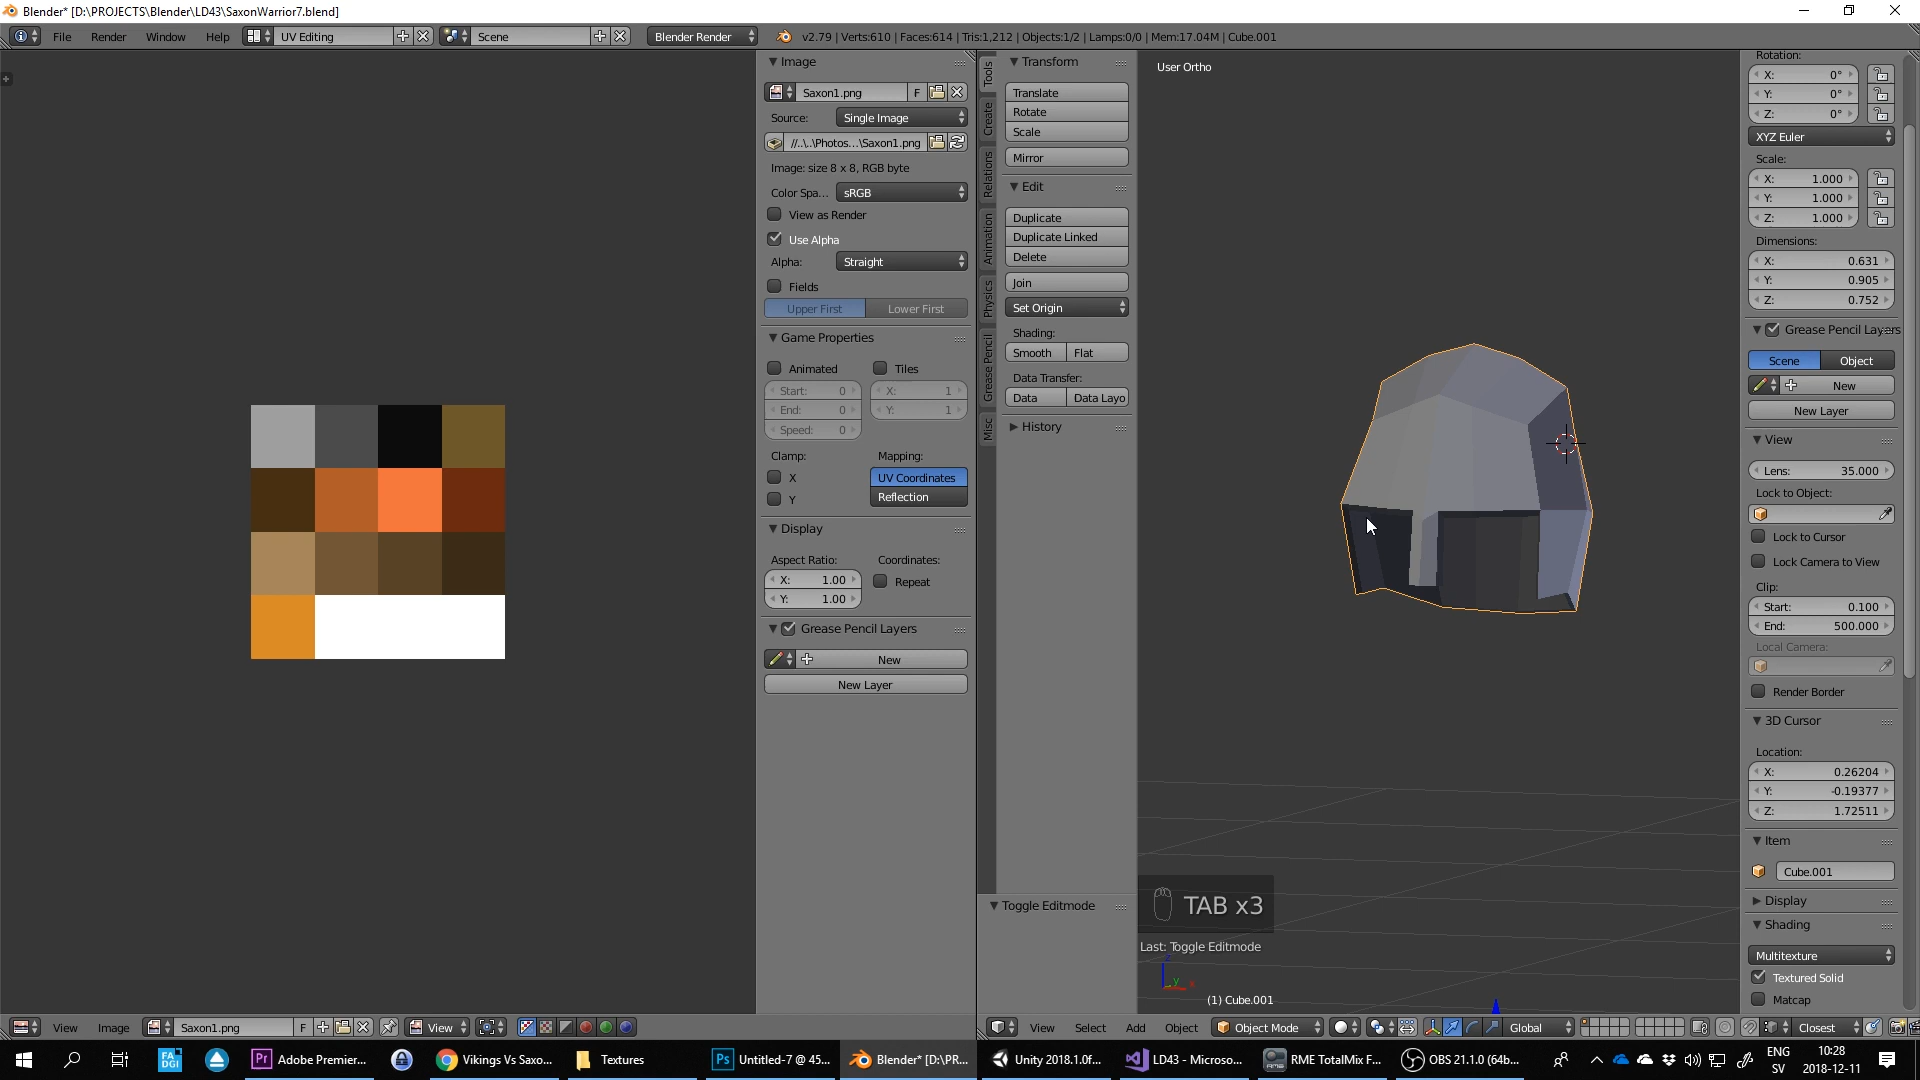 Blender* [D:\PROJECTS\Blender\LD43\SaxonWarrior7.blend]
File Render Window Help UV Editing Scene Blender Render v2.79 | Verts:610 | Faces:614 | Tris:1,212 | Objects:1/2 | Lamps:0/0 | Mem:17.04M | Cube.001
Image
Saxon1.png F
Source: Single Image
//..\..\Photos...\Saxon1.png
Image: size 8 x 8, RGB byte
Color Spa... sRGB
View as Render
Use Alpha
Alpha: Straight
Fields
Upper First Lower First
Game Properties
Animated Tiles
Start: 0 X: 1
End: 0 Y: 1
Speed: 0
Clamp: Mapping:
X UV Coordinates
Y Reflection
Display
Aspect Ratio: Coordinates:
X: 1.00 Repeat
Y: 1.00
Grease Pencil Layers
New
New Layer
Tools
Create
Relations
Animation
Physics
Grease Pencil
Misc
Transform
Translate
Rotate
Scale
Mirror
Edit
Duplicate
Duplicate Linked
Delete
Join
Set Origin
Shading:
Smooth Flat
Data Transfer:
Data Data Layo
History
Toggle Editmode
User Ortho
TAB x3
Last: Toggle Editmode
z
y
x
(1) Cube.001
Rotation:
X: 0°
Y: 0°
Z: 0°
XYZ Euler
Scale:
X: 1.000
Y: 1.000
Z: 1.000
Dimensions:
X: 0.631
Y: 0.905
Z: 0.752
Grease Pencil Layers
Scene Object
New
New Layer
View
Lens: 35.000
Lock to Object:
Lock to Cursor
Lock Camera to View
Clip:
Start: 0.100
End: 500.000
Local Camera:
Render Border
3D Cursor
Location:
X: 0.26204
Y: -0.19377
Z: 1.72511
Item
Cube.001
Display
Shading
Multitexture
Textured Solid
Matcap
View Image Saxon1.png F View
View Select Add Object Object Mode Global Closest
FADGI Adobe Premier... Vikings Vs Saxo... Textures Untitled-7 @ 45... Blender* [D:\PR... Unity 2018.1.0f... LD43 - Microso... RME TotalMix F... OBS 21.1.0 (64b...
ENG
SV
10:28
2018-12-11